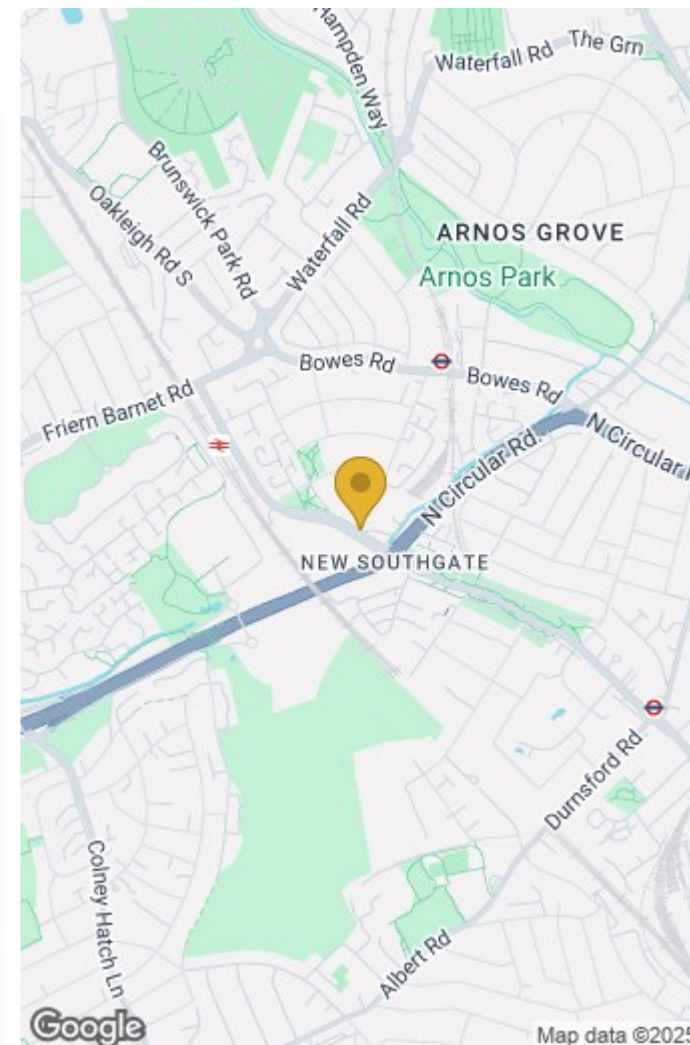 Hampden Way
Waterfall Rd
The Grn
Brunswick Park Rd
Oakleigh Rd S
Waterfall Rd
ARNOS GROVE
Arnos Park
Bowes Rd
Bowes Rd
Friern Barnet Rd
N Circular Rd.
N Circular
NEW SOUTHGATE
Durnsford Rd
Colney Hatch Ln
Albert Rd
Google
Map data ©2025